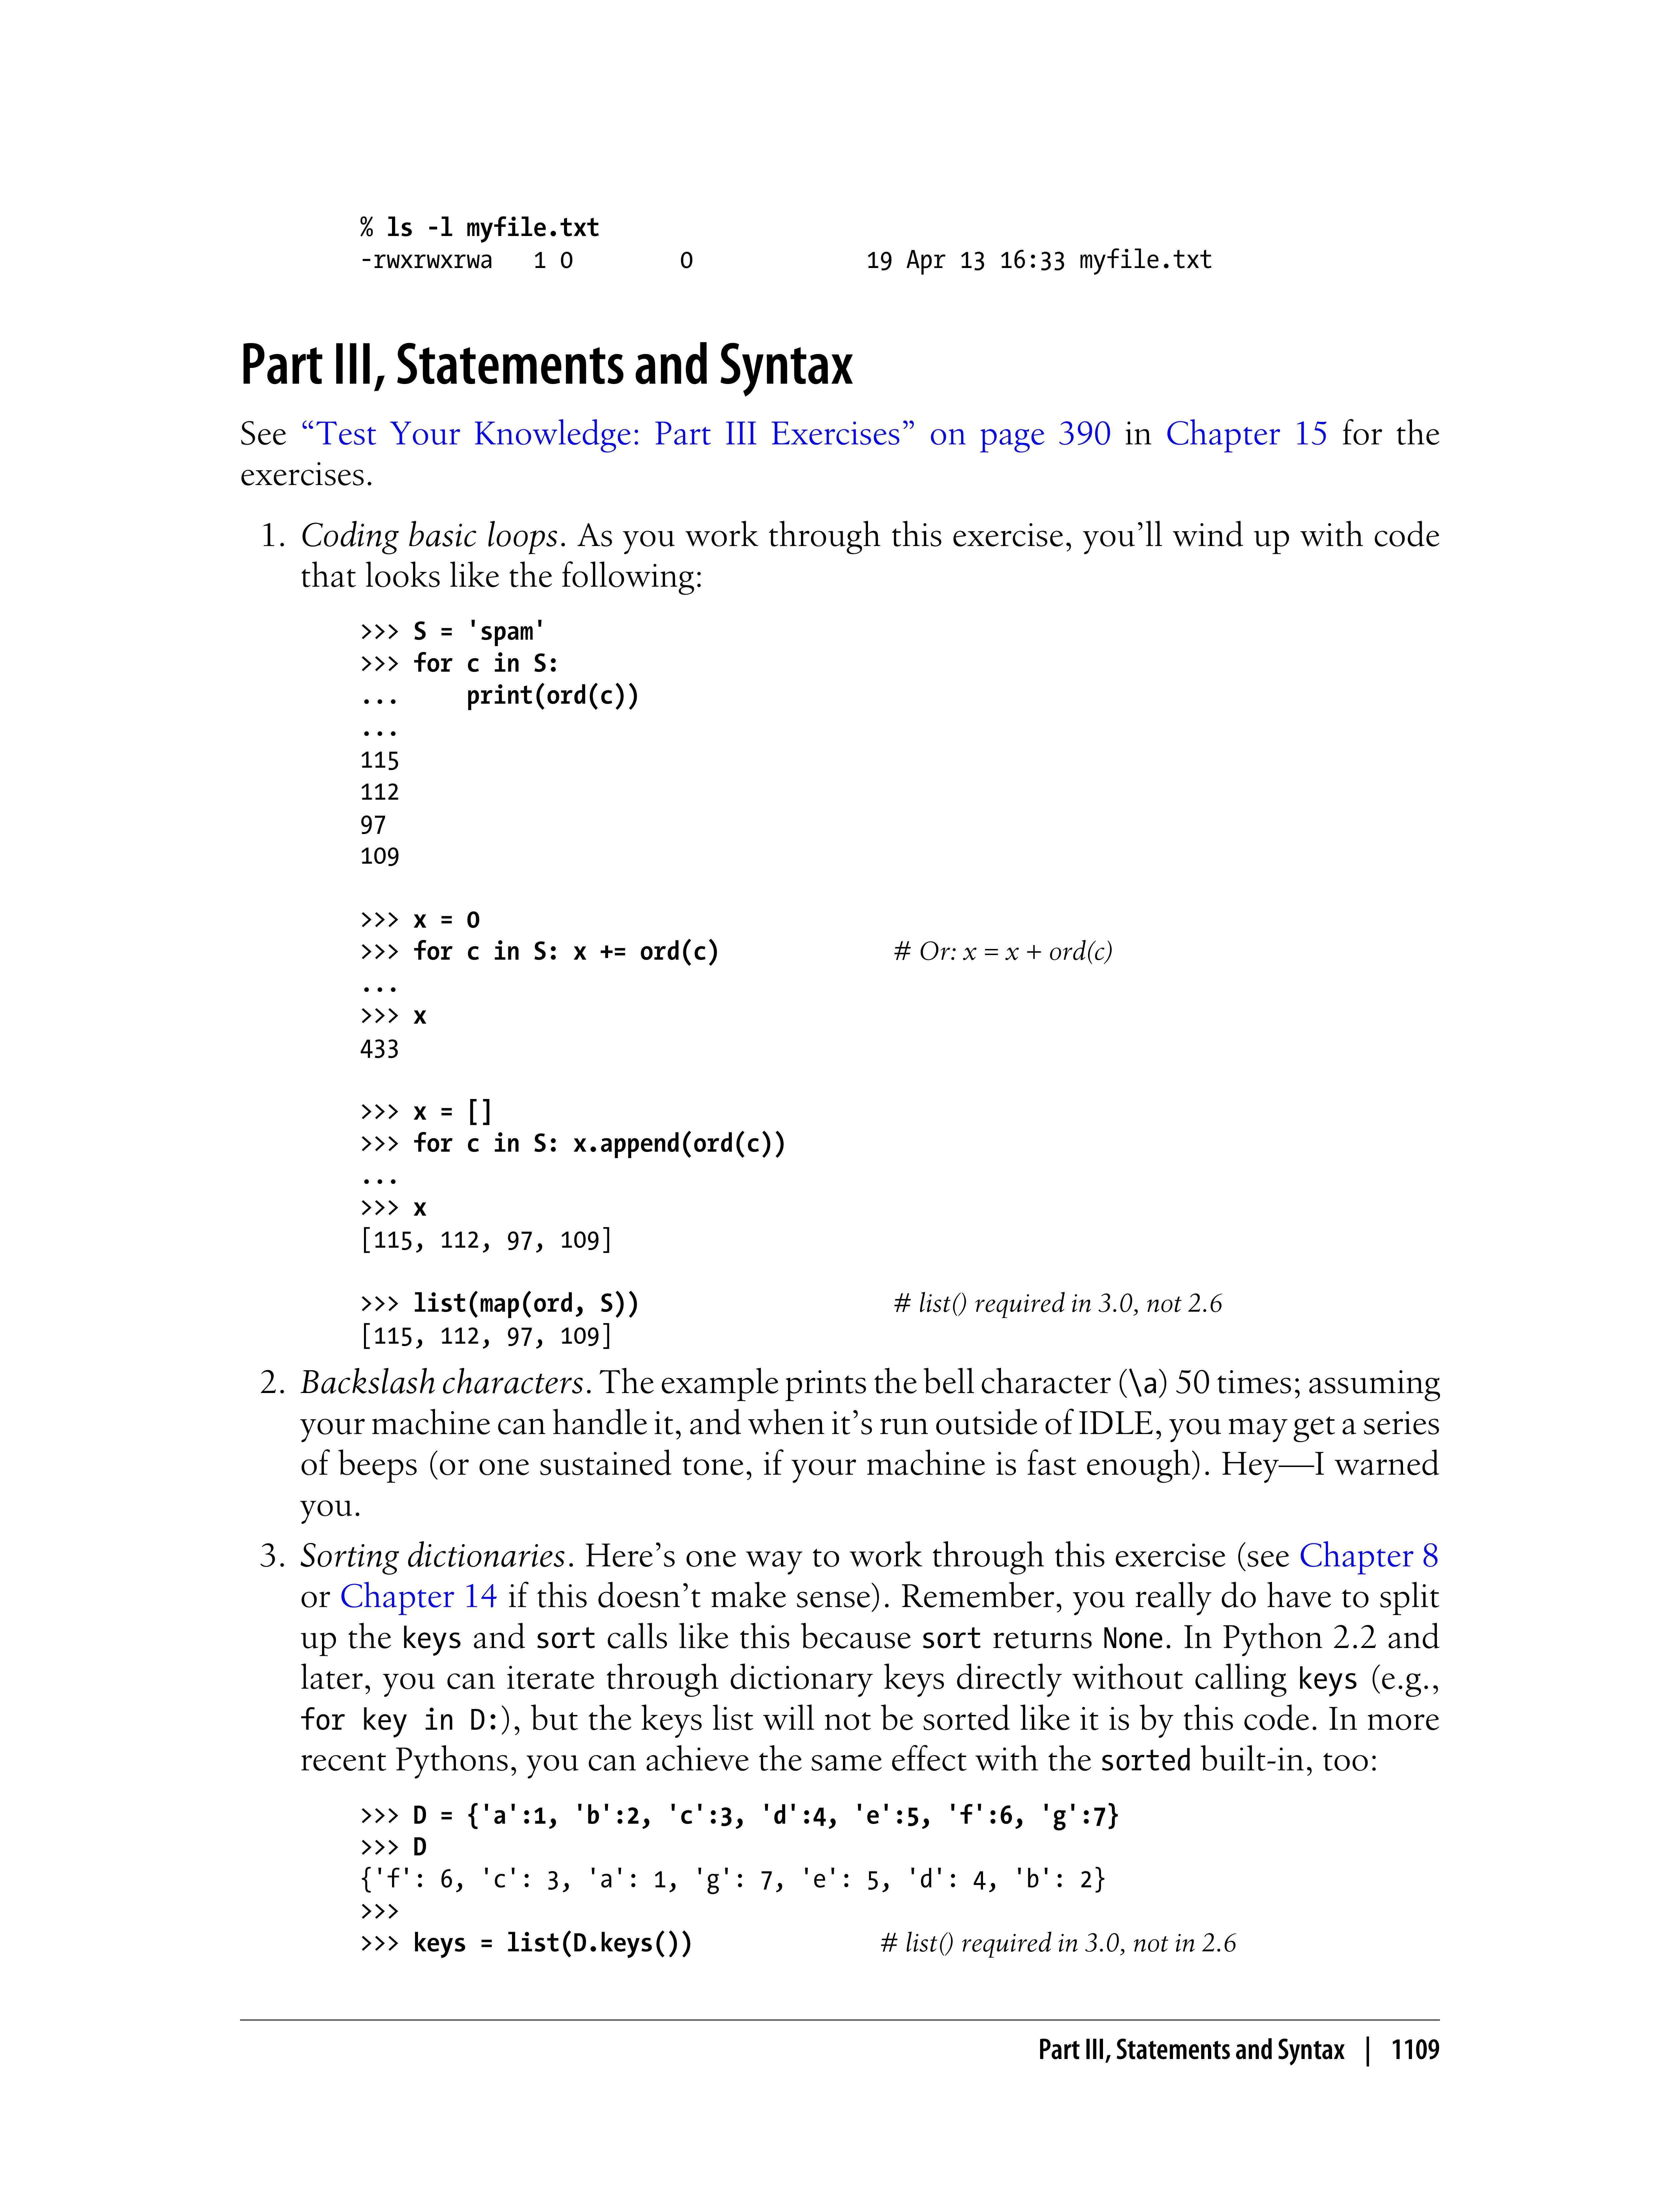 % ls -l myfile.txt
-rwxrwxrwa   1 0        0             19 Apr 13 16:33 myfile.txt
Part III, Statements and Syntax
See “Test Your Knowledge: Part III Exercises” on page 390 in Chapter 15 for the
exercises.
1. Coding basic loops. As you work through this exercise, you’ll wind up with code
that looks like the following:
>>> S = 'spam'
>>> for c in S:
...     print(ord(c))
...
115
112
97
109
>>> x = 0
>>> for c in S: x += ord(c)             # Or: x = x + ord(c)
...
>>> x
433
>>> x = []
>>> for c in S: x.append(ord(c))
...
>>> x
[115, 112, 97, 109]
>>> list(map(ord, S))                   # list() required in 3.0, not 2.6
[115, 112, 97, 109]
2. Backslash characters. The example prints the bell character (\a) 50 times; assuming
your machine can handle it, and when it’s run outside of IDLE, you may get a series
of beeps (or one sustained tone, if your machine is fast enough). Hey—I warned
you.
3. Sorting dictionaries. Here’s one way to work through this exercise (see Chapter 8
or Chapter 14 if this doesn’t make sense). Remember, you really do have to split
up the keys and sort calls like this because sort returns None. In Python 2.2 and
later, you can iterate through dictionary keys directly without calling keys (e.g.,
for key in D:), but the keys list will not be sorted like it is by this code. In more
recent Pythons, you can achieve the same effect with the sorted built-in, too:
>>> D = {'a':1, 'b':2, 'c':3, 'd':4, 'e':5, 'f':6, 'g':7}
>>> D
{'f': 6, 'c': 3, 'a': 1, 'g': 7, 'e': 5, 'd': 4, 'b': 2}
>>>
>>> keys = list(D.keys())              # list() required in 3.0, not in 2.6
Part III, Statements and Syntax | 1109